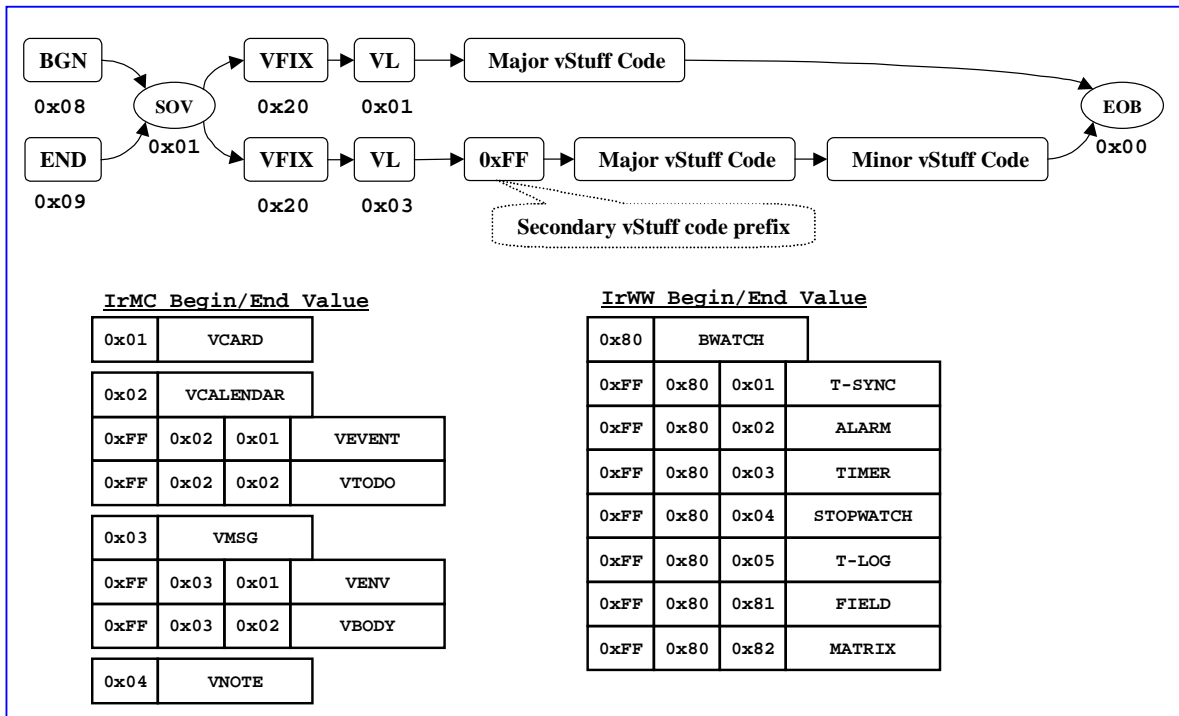 BGN VFIX VL Major vStuff Code
0x08 SOV 0x20 0x01 EOB
END 0x01 VFIX VL 0xFF Major vStuff Code Minor vStuff Code 0x00
0x09 0x20 0x03
Secondary vStuff code prefix
IrMC Begin/End Value
0x01 VCARD
0x02 VCALENDAR
0xFF 0x02 0x01 VEVENT
0xFF 0x02 0x02 VTODO
0x03 VMSG
0xFF 0x03 0x01 VENV
0xFF 0x03 0x02 VBODY
0x04 VNOTE
IrWW Begin/End Value
0x80 BWATCH
0xFF 0x80 0x01 T-SYNC
0xFF 0x80 0x02 ALARM
0xFF 0x80 0x03 TIMER
0xFF 0x80 0x04 STOPWATCH
0xFF 0x80 0x05 T-LOG
0xFF 0x80 0x81 FIELD
0xFF 0x80 0x82 MATRIX